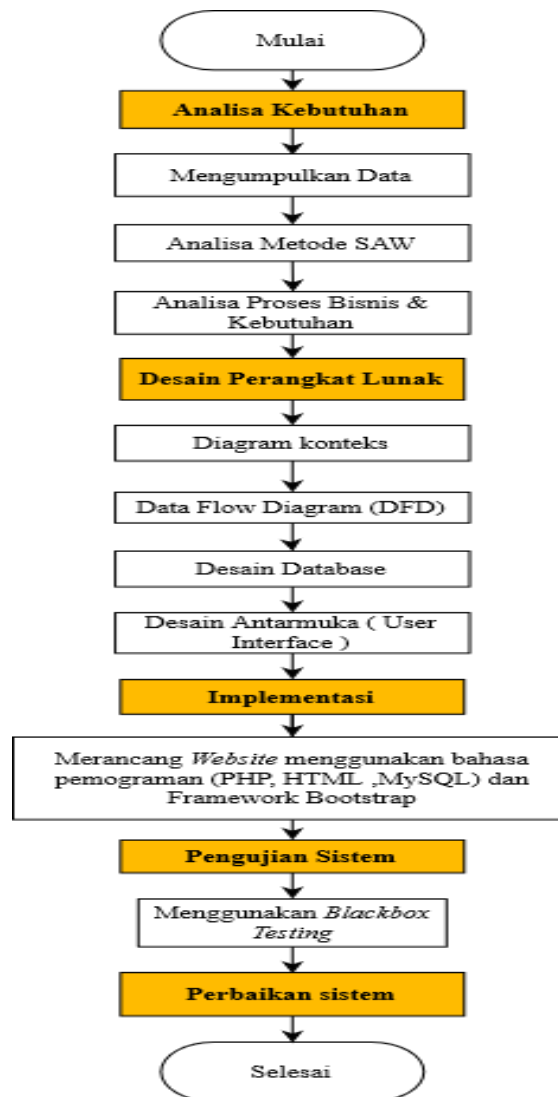 Mulai
Analisa Kebutuhan
Mengumpulkan Data
Analisa Metode SAW
Analisa Proses Bisnis &
Kebutuhan
Desain Perangkat Lunak
Diagram konteks
Data Flow Diagram (DFD)
Desain Database
Desain Antarmuka ( User
Interface )
Implementasi
Merancang Website menggunakan bahasa
pemograman (PHP, HTML ,MySQL) dan
Framework Bootstrap
Pengujian Sistem
Menggunakan Blackbox
Testing
Perbaikan sistem
Selesai